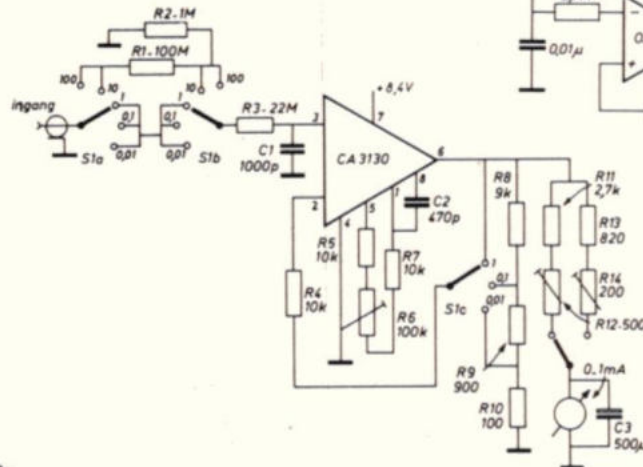 R2-1M
R1-100M
100
10
10
100
ingang
1
0,1
0,01
S1a
1
0,1
0,01
S1b
R3-22M
C1
1000p
+8,4V
3
7
CA3130
6
2
4
5
1
8
C2
470p
R4
10k
R5
10k
R7
10k
R6
100k
1
0,1
0,01
S1c
R8
9k
R9
900
R10
100
R11
2,7k
R13
820
R14
200
R12-500
0-1mA
C3
500µ
0,01µ
-
+